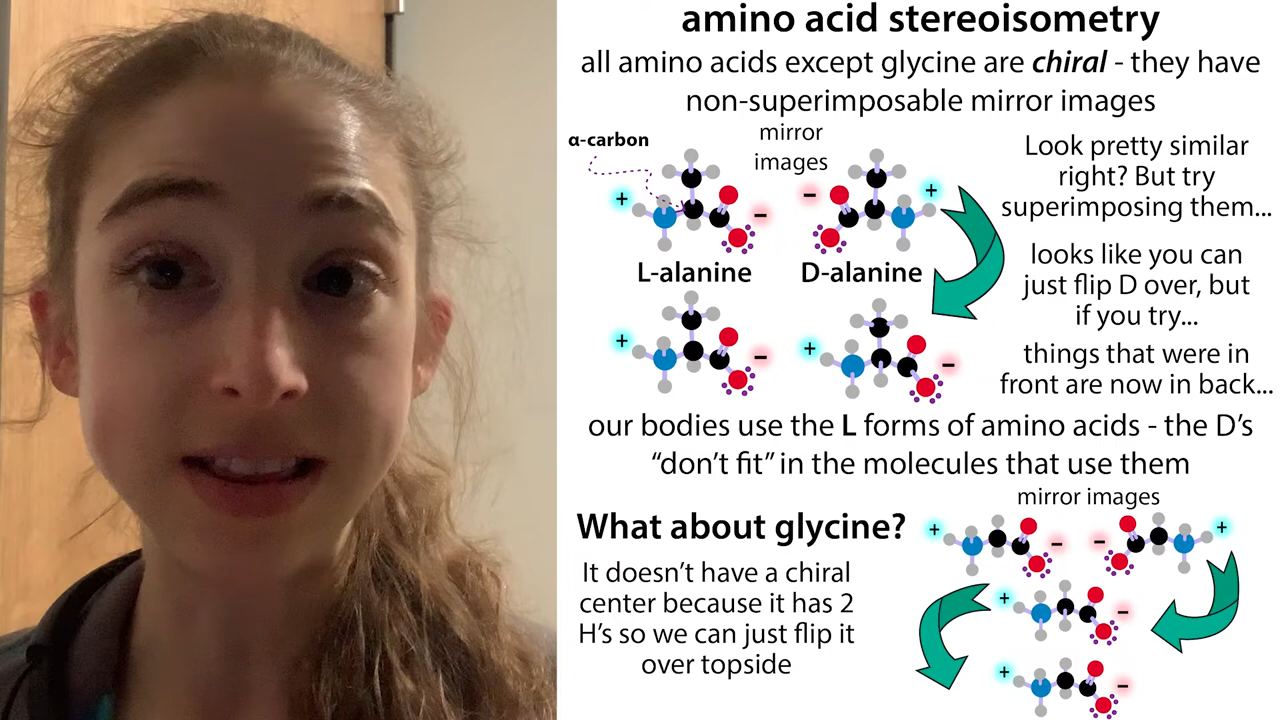 amino acid stereoisometry
all amino acids except glycine are chiral - they have
non-superimposable mirror images
α-carbon
mirror
images
Look pretty similar
right? But try
superimposing them...
+
−
−
+
L-alanine
D-alanine
looks like you can
just flip D over, but
if you try...
+
−
+
−
things that were in
front are now in back...
our bodies use the L forms of amino acids - the D's
“don't fit” in the molecules that use them
mirror images
What about glycine?
It doesn't have a chiral
center because it has 2
H's so we can just flip it
over topside
+
−
−
+
+
−
+
−